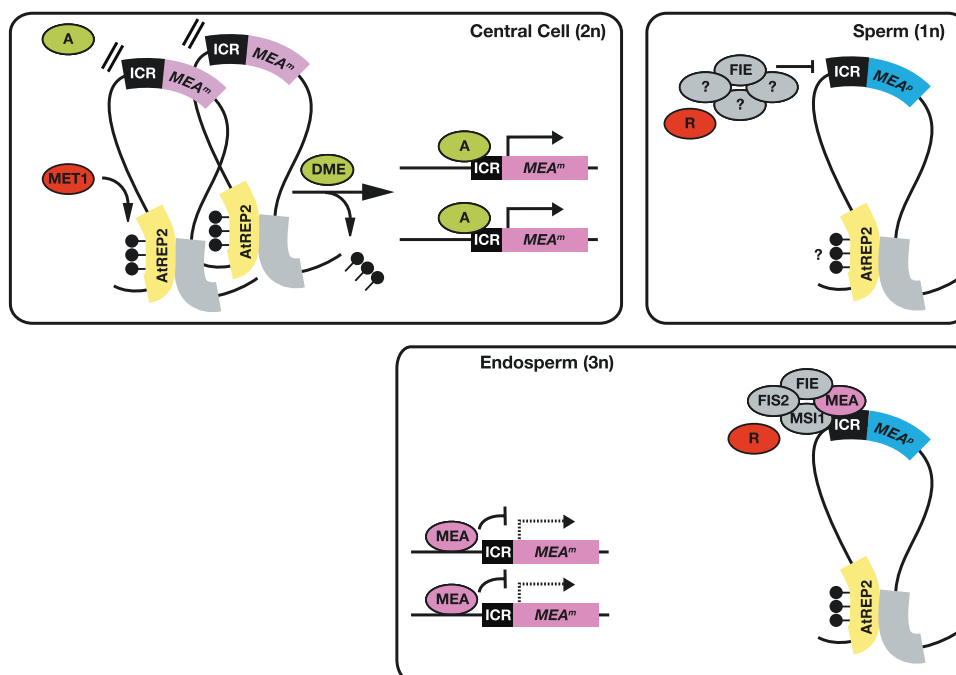 Central Cell (2n)
A
ICR MEAᵐ
ICR MEAᵐ
MET1
AtREP2
AtREP2
DME
A
ICR MEAᵐ
A
ICR MEAᵐ
Sperm (1n)
FIE
?
?
?
R
ICR MEAᵖ
?
AtREP2
Endosperm (3n)
FIE
FIS2
MEA
MSI1
R
ICR MEAᵖ
MEA
ICR MEAᵐ
MEA
ICR MEAᵐ
AtREP2